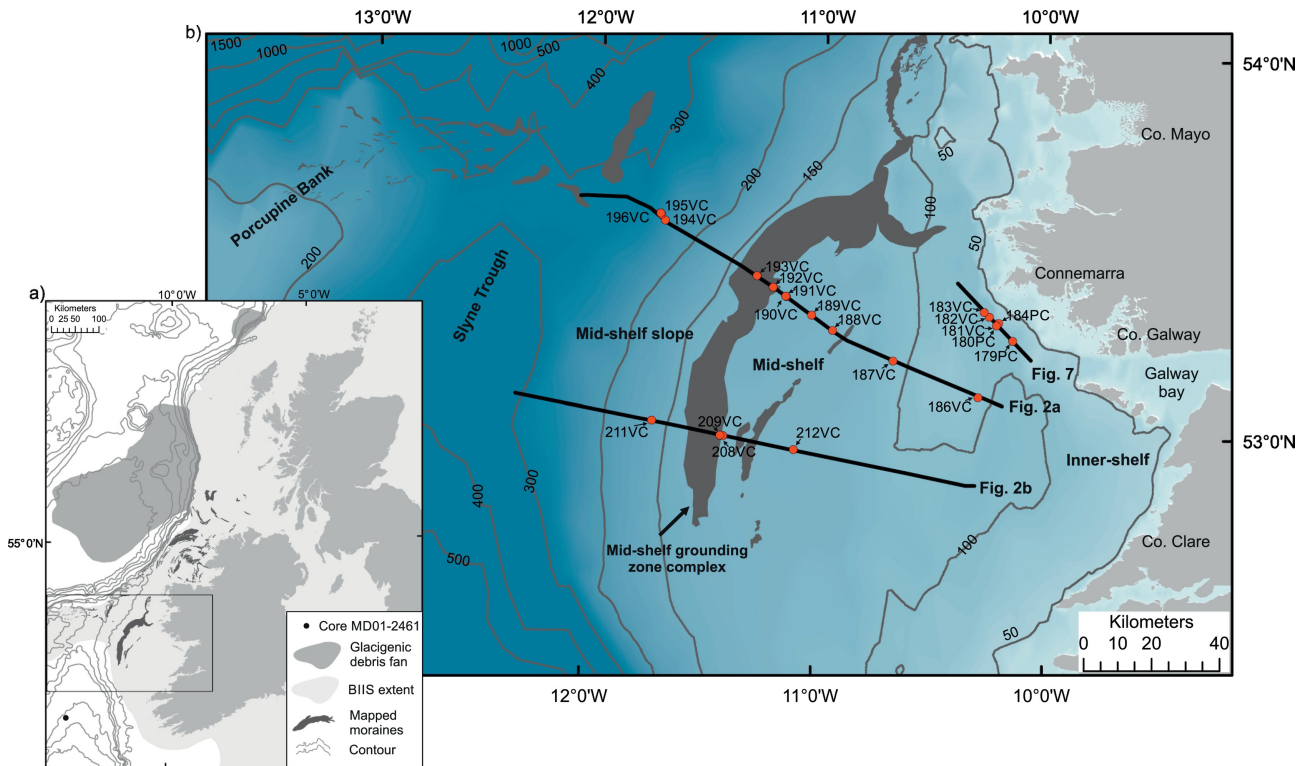 13°0'W
12°0'W
11°0'W
10°0'W
b)
1500
1000
1000
500
400
300
200
150
100
50
50
54°0'N
Co. Mayo
Porcupine Bank
200
195VC
196VC
194VC
Connemarra
193VC
192VC
191VC
190VC
189VC
188VC
183VC
184PC
182VC
181VC
180PC
179PC
Co. Galway
Fig. 7
Galway
bay
Slyne Trough
Mid-shelf slope
Mid-shelf
187VC
186VC
Fig. 2a
209VC
211VC
208VC
212VC
53°0'N
Inner-shelf
Fig. 2b
300
400
500
Mid-shelf grounding
zone complex
100
Co. Clare
50
Kilometers
0
10
20
40
12°0'W
11°0'W
10°0'W
a)
Kilometers
0 25 50 100
10°0'W
5°0'W
55°0'N
Core MD01-2461
Glacigenic
debris fan
BIIS extent
Mapped
moraines
Contour